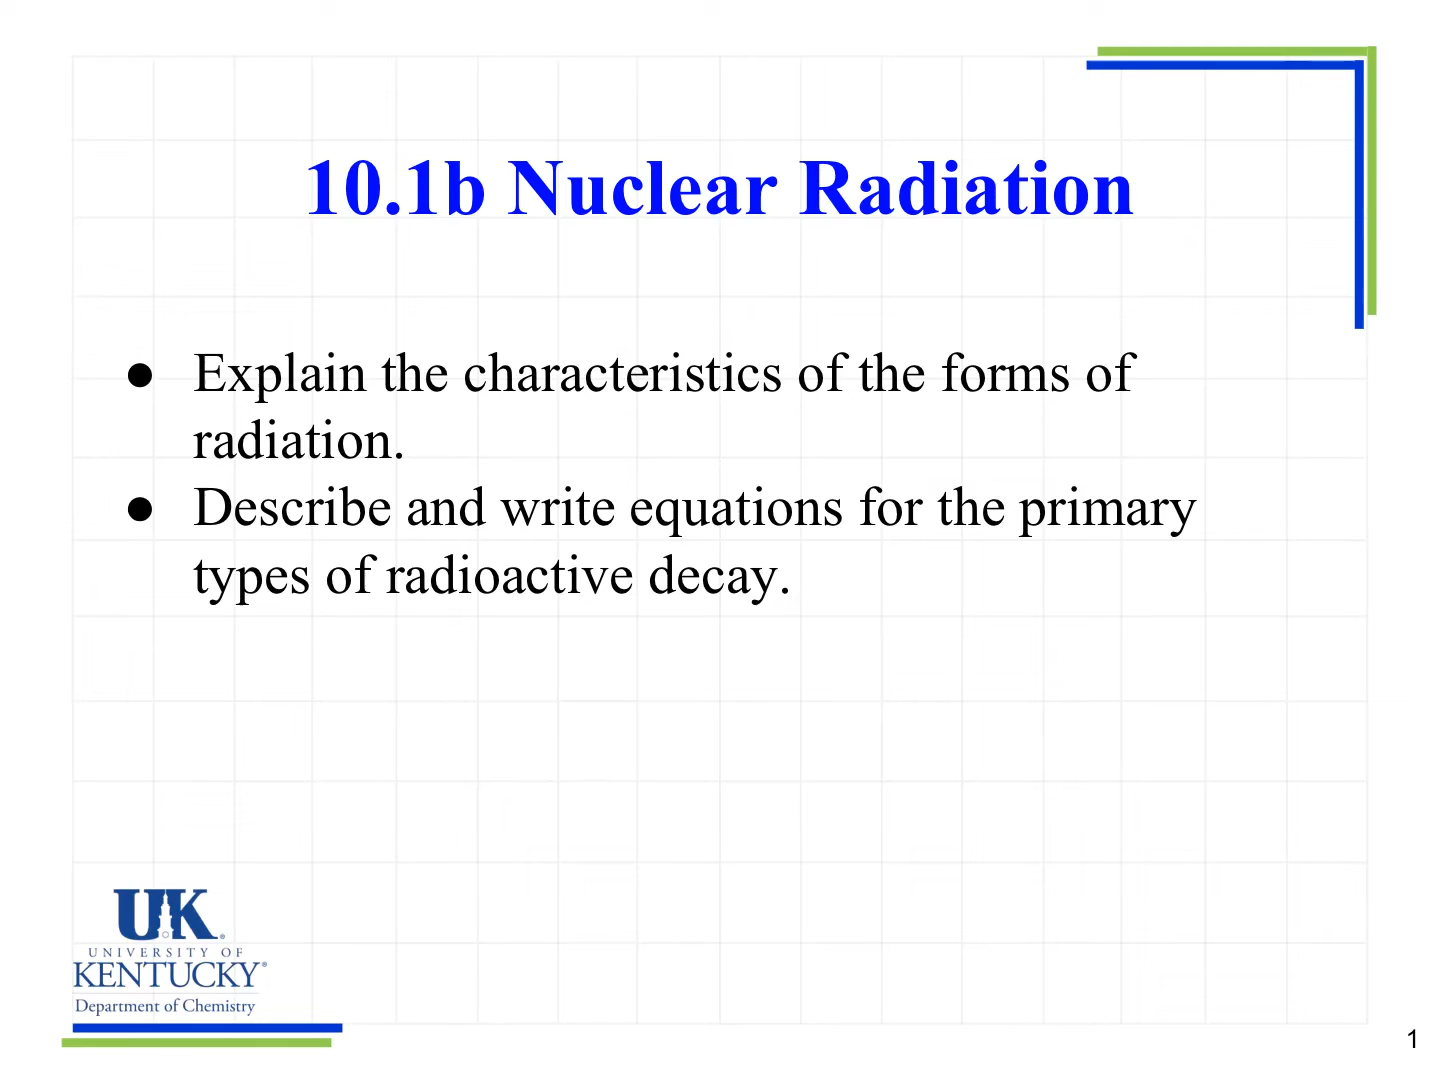 10.1b Nuclear Radiation
● Explain the characteristics of the forms of
radiation.
● Describe and write equations for the primary
types of radioactive decay.
UK®
UNIVERSITY OF
KENTUCKY®
Department of Chemistry
1